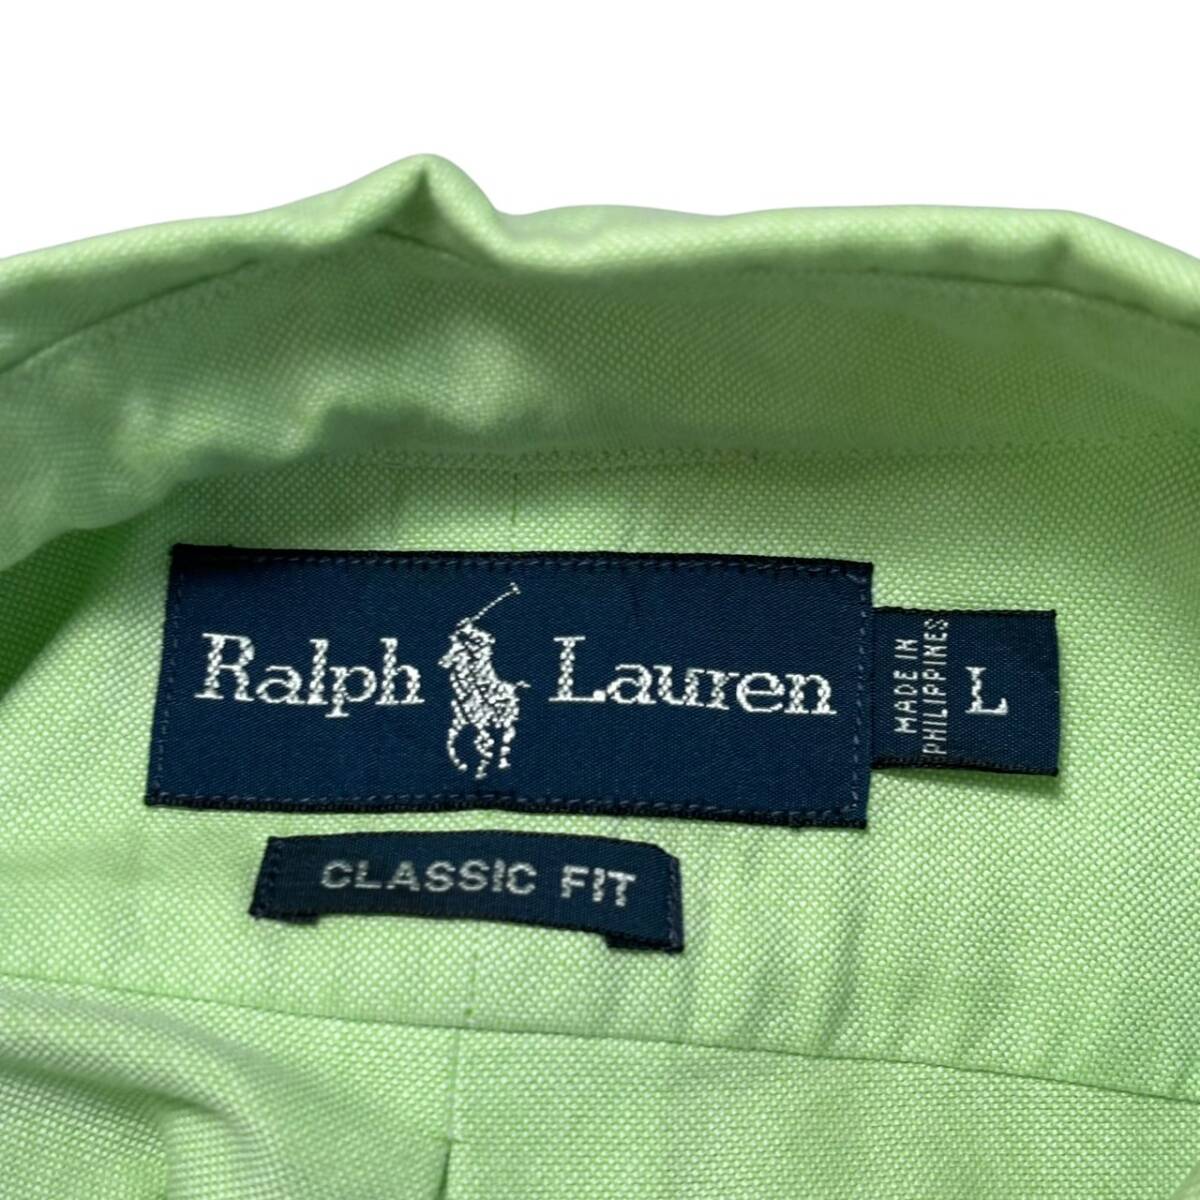 Ralph Lauren
MADE IN
PHILIPPINES
L
CLASSIC FIT